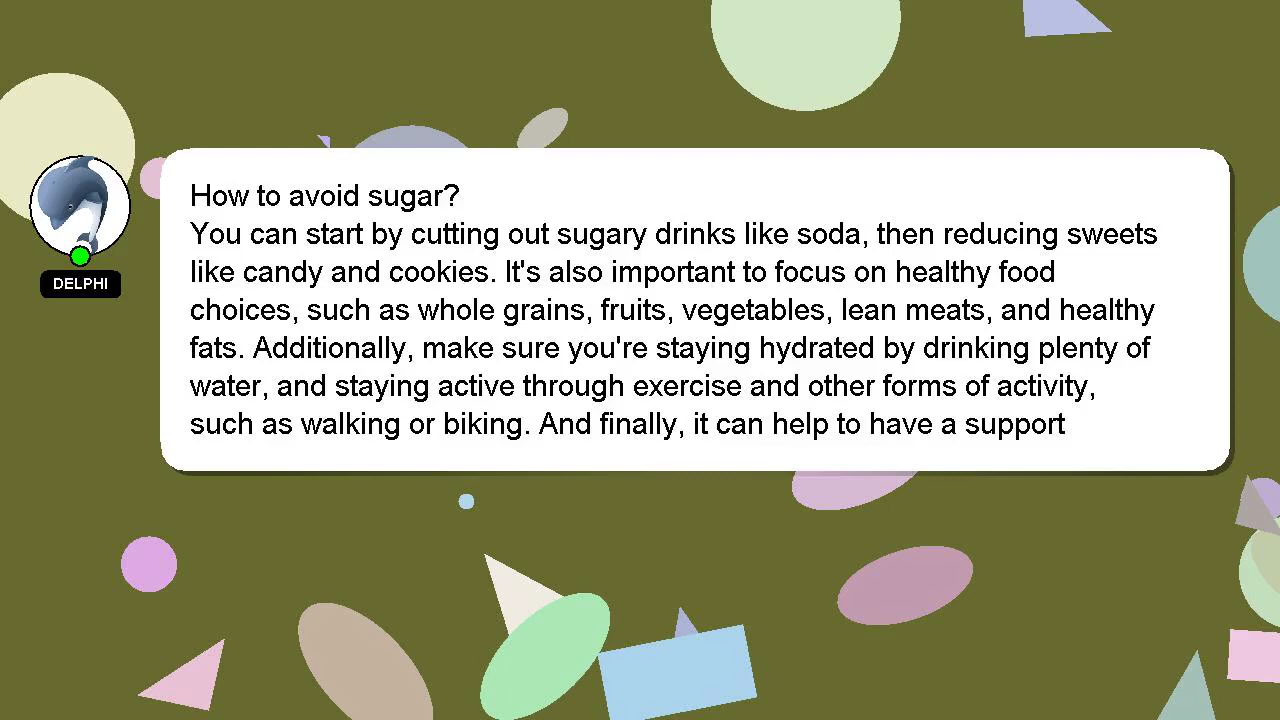 How to avoid sugar?
You can start by cutting out sugary drinks like soda, then reducing sweets
like candy and cookies. It's also important to focus on healthy food
choices, such as whole grains, fruits, vegetables, lean meats, and healthy
fats. Additionally, make sure you're staying hydrated by drinking plenty of
water, and staying active through exercise and other forms of activity,
such as walking or biking. And finally, it can help to have a support
DELPHI